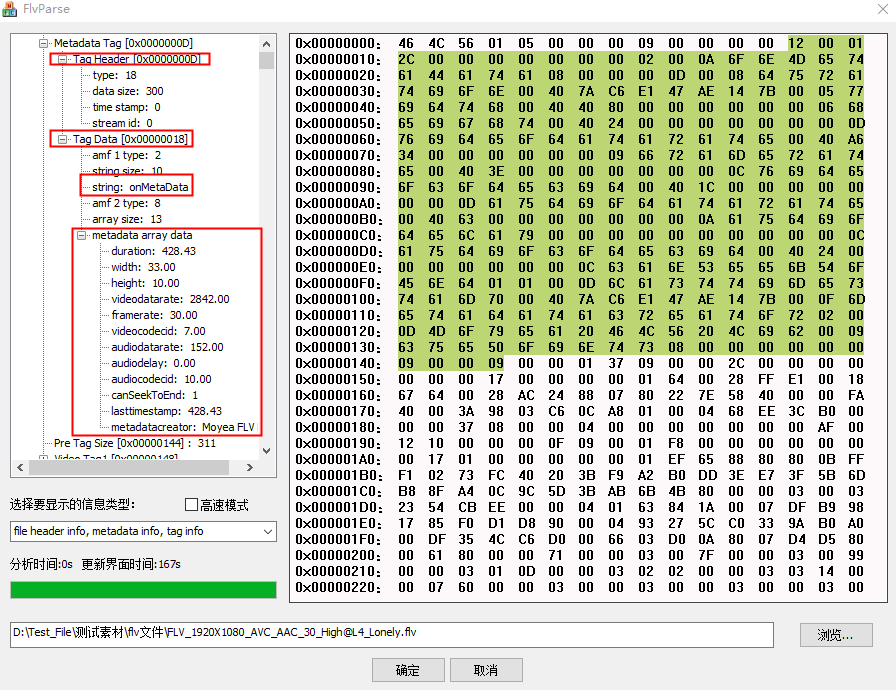 FlvParse
Metadata Tag [0x0000000D]
Tag Header [0x0000000D]
type: 18
data size: 300
time stamp: 0
stream id: 0
Tag Data [0x00000018]
amf 1 type: 2
string size: 10
string: onMetaData
amf 2 type: 8
array size: 13
metadata array data
duration: 428.43
width: 33.00
height: 10.00
videodatarate: 2842.00
framerate: 30.00
videocodecid: 7.00
audiodatarate: 152.00
audiodelay: 0.00
audiocodecid: 10.00
canSeekToEnd: 1
lasttimestamp: 428.43
metadatacreator: Moyea FLV
Pre Tag Size [0x00000144] : 311
Video Tag1 [0x00000148]
0x00000000: 46 4C 56 01 05 00 00 00 09 00 00 00 00 12 00 01
0x00000010: 2C 00 00 00 00 00 00 00 02 00 0A 6F 6E 4D 65 74
0x00000020: 61 44 61 74 61 08 00 00 00 0D 00 08 64 75 72 61
0x00000030: 74 69 6F 6E 00 40 7A C6 E1 47 AE 14 7B 00 05 77
0x00000040: 69 64 74 68 00 40 40 80 00 00 00 00 00 00 06 68
0x00000050: 65 69 67 68 74 00 40 24 00 00 00 00 00 00 00 0D
0x00000060: 76 69 64 65 6F 64 61 74 61 72 61 74 65 00 40 A6
0x00000070: 34 00 00 00 00 00 00 09 66 72 61 6D 65 72 61 74
0x00000080: 65 00 40 3E 00 00 00 00 00 00 00 0C 76 69 64 65
0x00000090: 6F 63 6F 64 65 63 69 64 00 40 1C 00 00 00 00 00
0x000000A0: 00 00 0D 61 75 64 69 6F 64 61 74 61 72 61 74 65
0x000000B0: 00 40 63 00 00 00 00 00 00 00 0A 61 75 64 69 6F
0x000000C0: 64 65 6C 61 79 00 00 00 00 00 00 00 00 00 00 0C
0x000000D0: 61 75 64 69 6F 63 6F 64 65 63 69 64 00 40 24 00
0x000000E0: 00 00 00 00 00 00 0C 63 61 6E 53 65 65 6B 54 6F
0x000000F0: 45 6E 64 01 01 00 0D 6C 61 73 74 74 69 6D 65 73
0x00000100: 74 61 6D 70 00 40 7A C6 E1 47 AE 14 7B 00 0F 6D
0x00000110: 65 74 61 64 61 74 61 63 72 65 61 74 6F 72 02 00
0x00000120: 0D 4D 6F 79 65 61 20 46 4C 56 20 4C 69 62 00 09
0x00000130: 63 75 65 50 6F 69 6E 74 73 08 00 00 00 00 00 00
0x00000140: 09 00 00 09 00 00 01 37 09 00 00 2C 00 00 00 00
0x00000150: 00 00 00 17 00 00 00 00 01 64 00 28 FF E1 00 18
0x00000160: 67 64 00 28 AC 24 88 07 80 22 7E 58 40 00 00 FA
0x00000170: 40 00 3A 98 03 C6 0C A8 01 00 04 68 EE 3C B0 00
0x00000180: 00 00 37 08 00 00 04 00 00 00 00 00 00 00 AF 00
0x00000190: 12 10 00 00 00 0F 09 00 01 F8 00 00 00 00 00 00
0x000001A0: 00 17 01 00 00 00 00 00 01 EF 65 88 80 80 0B FF
0x000001B0: F1 02 73 FC 40 20 3B F9 A2 B0 DD 3E E7 3F 5B 6D
0x000001C0: B8 8F A4 0C 9C 5D 3B AB 6B 4B 80 00 00 03 00 03
0x000001D0: 23 54 CB EE 00 00 04 01 63 84 1A 00 07 DF B9 98
0x000001E0: 17 85 F0 D1 D8 90 00 04 93 27 5C C0 33 9A B0 A0
0x000001F0: 00 DF 35 4C C6 D0 00 66 03 D0 0A 80 07 D4 D5 80
0x00000200: 00 61 80 00 00 71 00 00 03 00 7F 00 00 03 00 99
0x00000210: 00 00 03 01 0D 00 00 03 02 02 00 00 03 03 14 00
0x00000220: 00 07 60 00 00 03 00 00 03 00 00 03 00 00 03 00
选择要显示的信息类型:
高速模式
file header info, metadata info, tag info
分析时间:0s 更新界面时间:167s
D:\Test_File\测试素材\flv文件\FLV_1920X1080_AVC_AAC_30_High@L4_Lonely.flv
浏览...
确定
取消